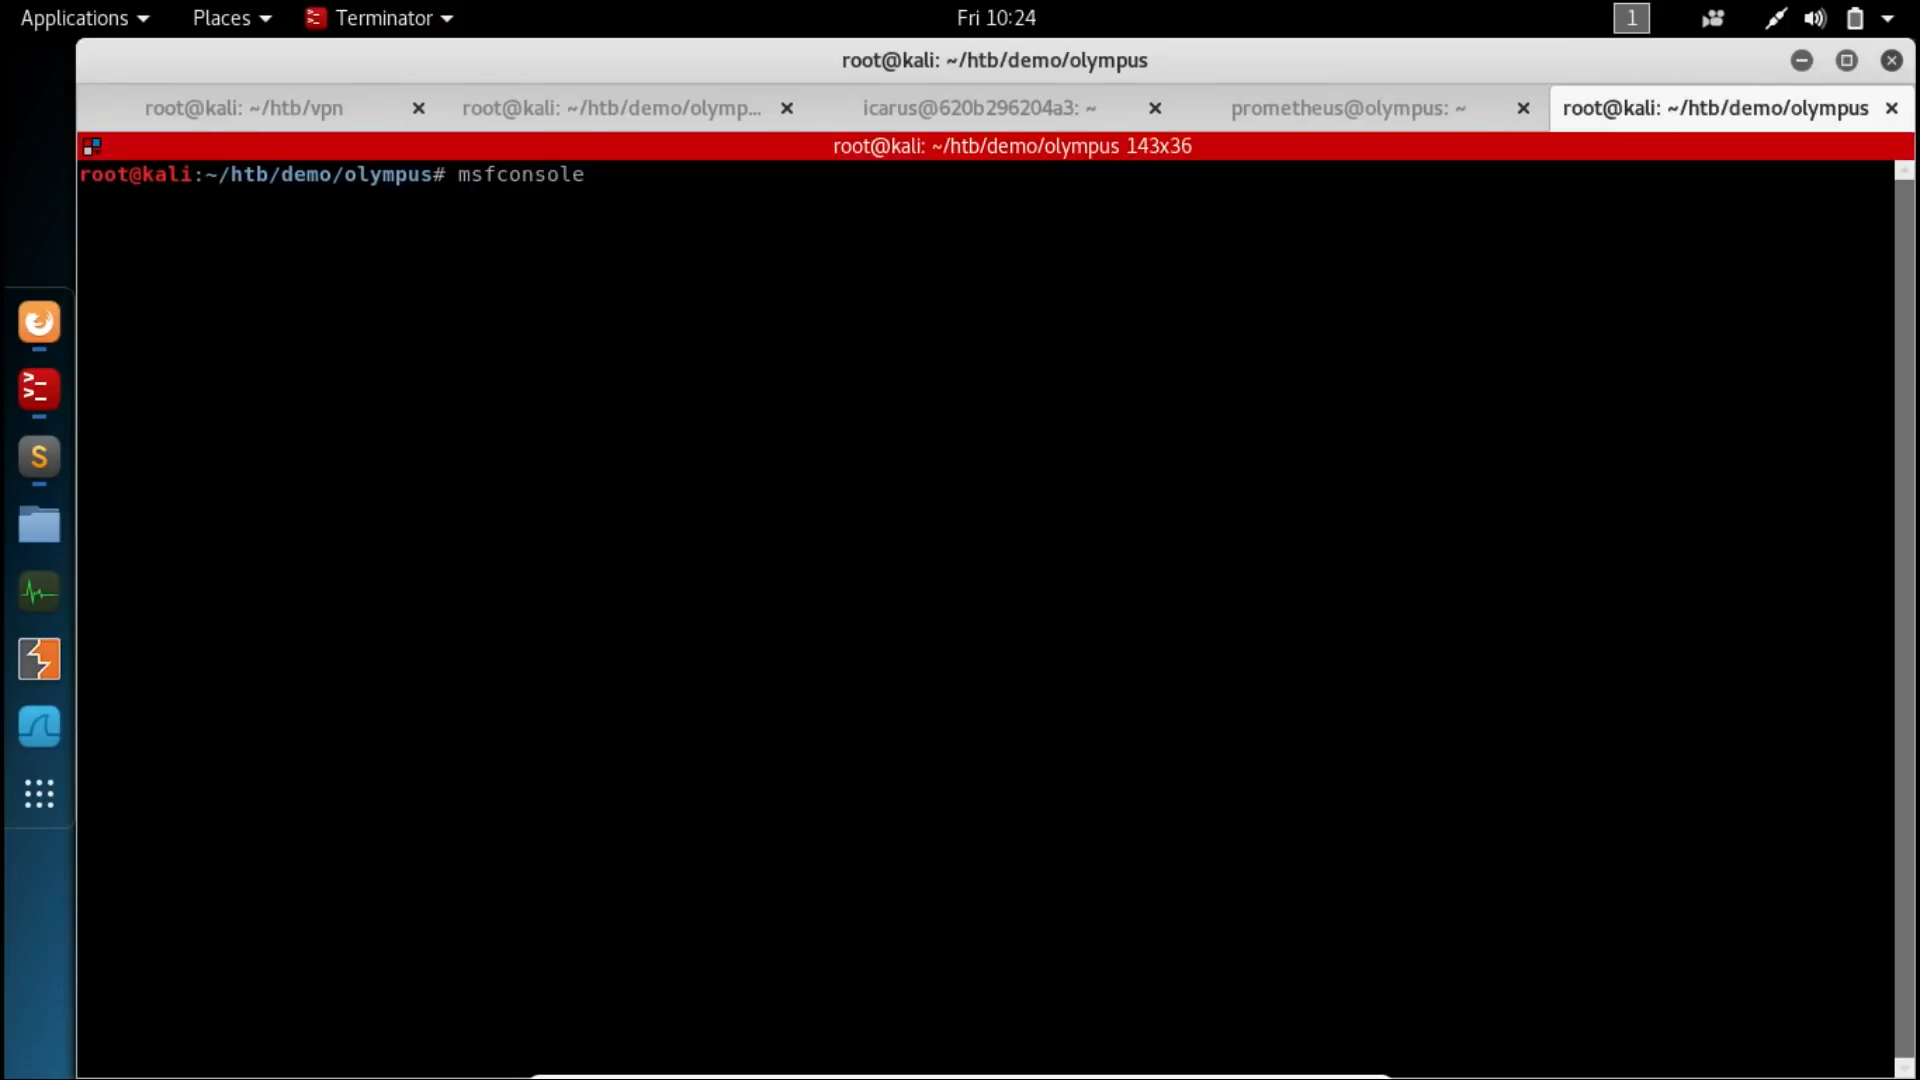 Applications Places Terminator Fri 10:24 1
root@kali: ~/htb/demo/olympus
root@kali: ~/htb/vpn root@kali: ~/htb/demo/olymp... icarus@620b296204a3: ~ prometheus@olympus: ~ root@kali: ~/htb/demo/olympus
root@kali: ~/htb/demo/olympus 143x36
root@kali:~/htb/demo/olympus# msfconsole
S